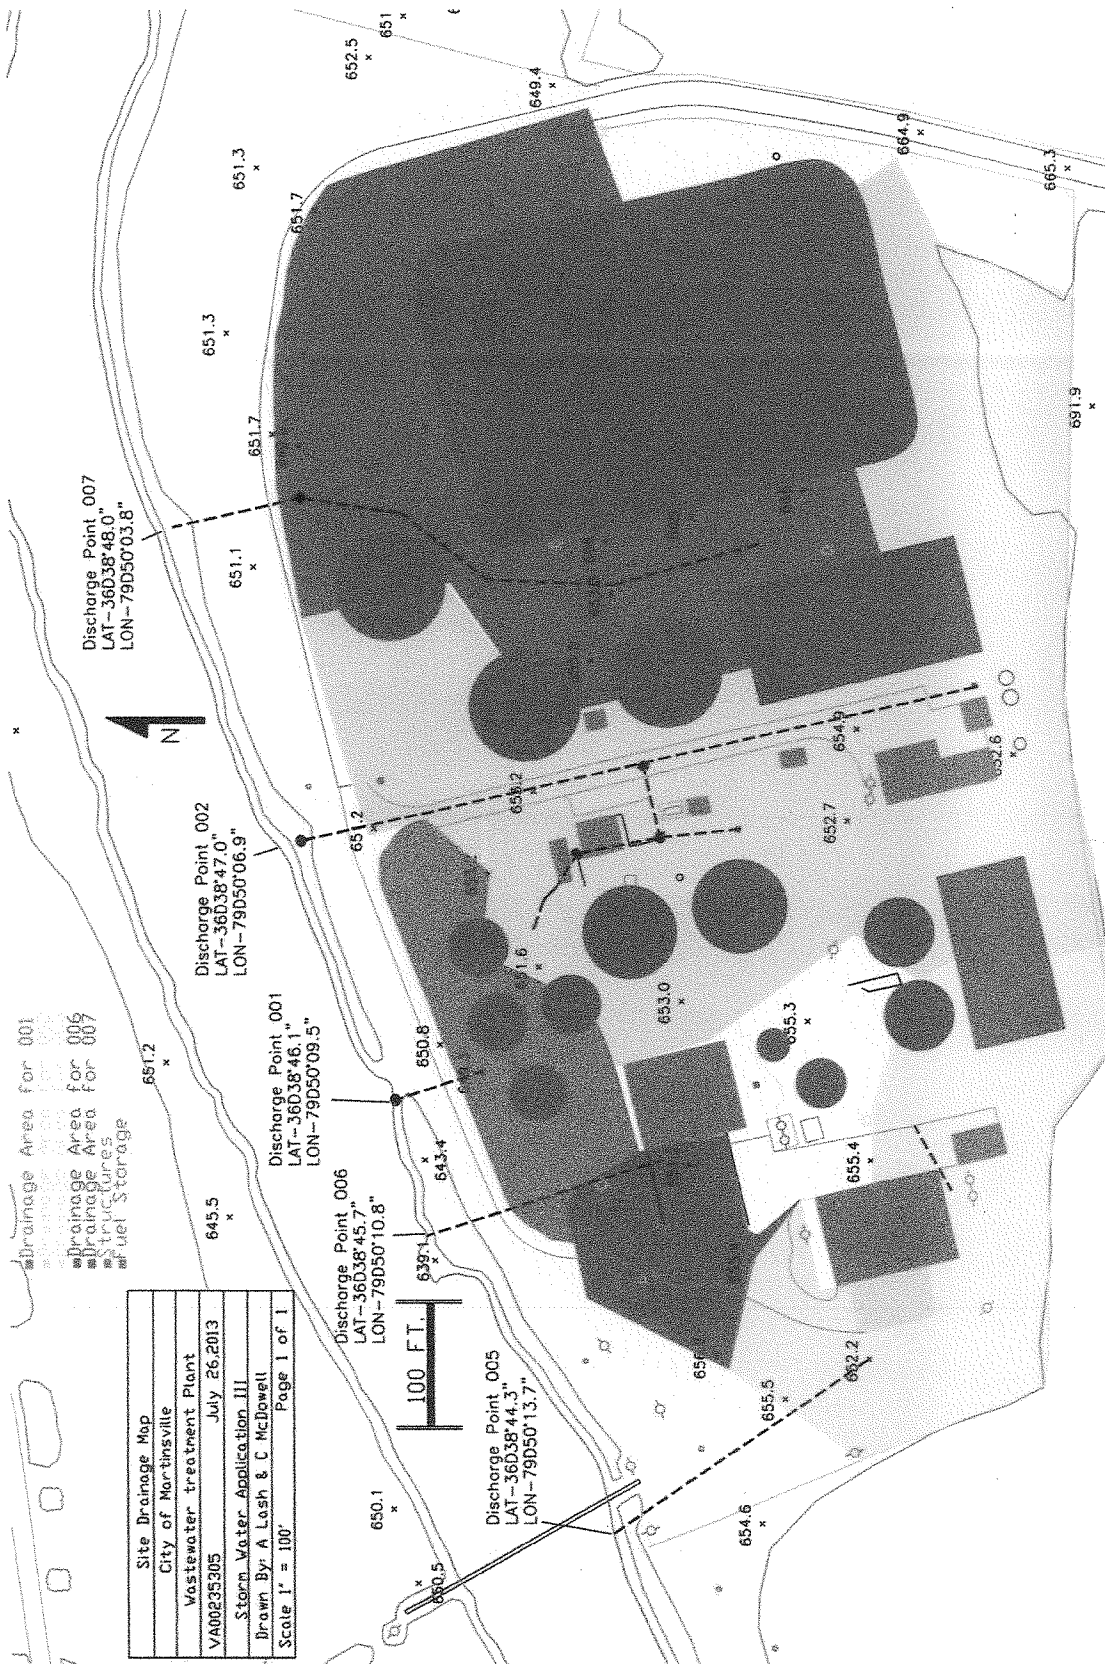 Site Drainage Map
City of Martinsville
Wastewater treatment Plant
VA00235305 July 26,2013
Storm Water Application III
Drawn By: A Lash & C McDowell
Scale 1" = 100' Page 1 of 1
Drainage Area for 001
Drainage Area for 006
Drainage Area for 007
Structures
Fuel Storage
N
100 FT.
Discharge Point 005
LAT-36D38'44.3"
LON-79D50'13.7"
Discharge Point 006
LAT-36D38'45.7"
LON-79D50'10.8"
Discharge Point 001
LAT-36D38'46.1"
LON-79D50'09.5"
Discharge Point 002
LAT-36D38'47.0"
LON-79D50'06.9"
Discharge Point 007
LAT-36D38'48.0"
LON-79D50'03.8"
651
652.5
649.4
651.3
651.7
664.9
665.3
651.3
651.7
691.9
651.1
654.9
652.6
652.7
651.2
653.0
650.8
655.3
651.2
643.4
655.4
645.5
639.1
652.2
655.5
650.1
654.6
650.5